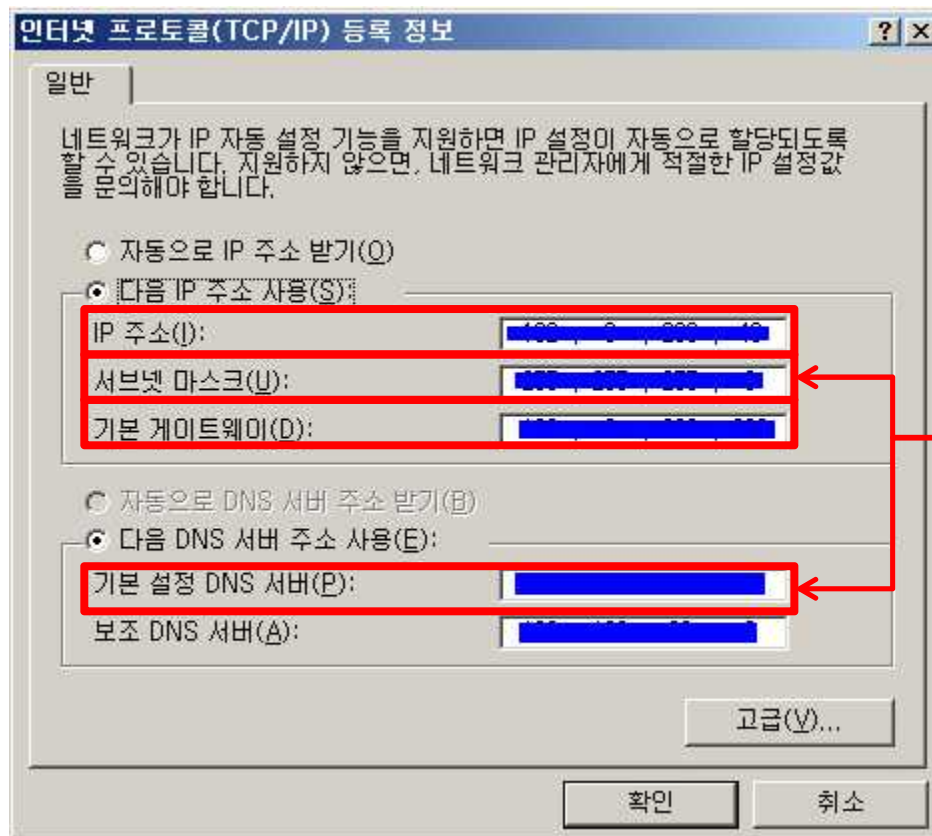 인터넷 프로토콜(TCP/IP) 등록 정보
일반
네트워크가 IP 자동 설정 기능을 지원하면 IP 설정이 자동으로 할당되도록
할 수 있습니다. 지원하지 않으면, 네트워크 관리자에게 적절한 IP 설정값
을 문의해야 합니다.
자동으로 IP 주소 받기(O)
다음 IP 주소 사용(S):
IP 주소(I):
서브넷 마스크(U):
기본 게이트웨이(D):
자동으로 DNS 서버 주소 받기(B)
다음 DNS 서버 주소 사용(E):
기본 설정 DNS 서버(P):
보조 DNS 서버(A):
고급(V)...
확인
취소